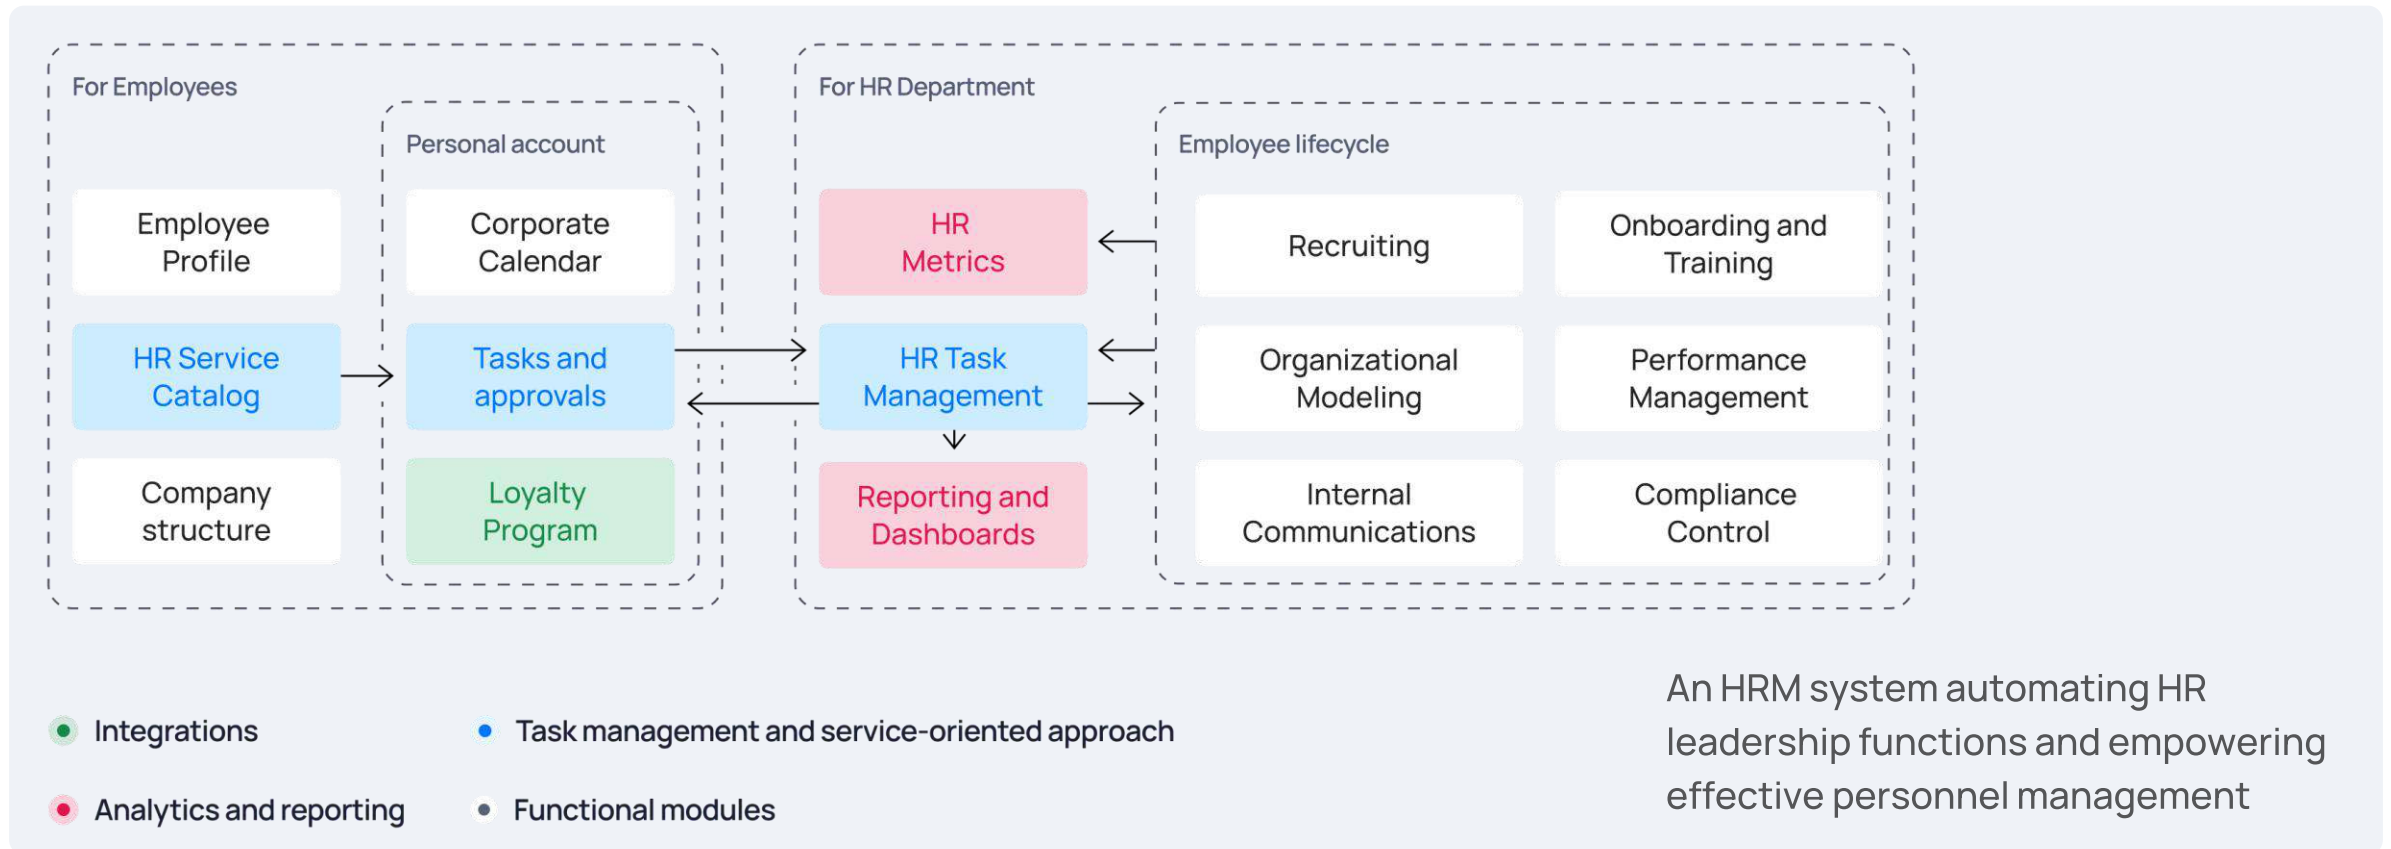 For Employees
Personal account
Employee
Profile
Corporate
Calendar
HR Service
Catalog
Tasks and
approvals
Company
structure
Loyalty
Program
For HR Department
Employee lifecycle
HR
Metrics
Recruiting
Onboarding and
Training
HR Task
Management
Organizational
Modeling
Performance
Management
Reporting and
Dashboards
Internal
Communications
Compliance
Control
Integrations
Task management and service-oriented approach
Analytics and reporting
Functional modules
An HRM system automating HR
leadership functions and empowering
effective personnel management